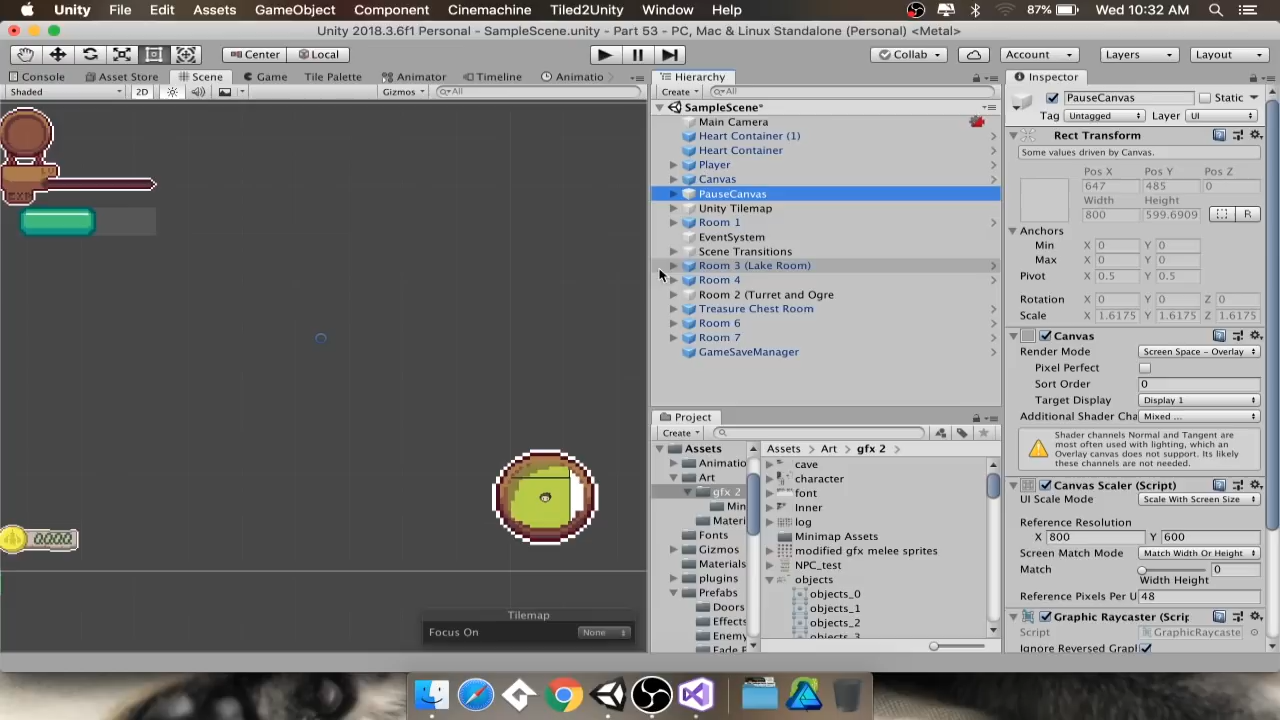 Unity File Edit Assets GameObject Component Cinemachine Tiled2Unity Window Help 87% Wed 10:32 AM
Unity 2018.3.6f1 Personal - SampleScene.unity - Part 53 - PC, Mac & Linux Standalone (Personal) <Metal>
Center Local Collab Account Layers Layout
Console Asset Store Scene Game Tile Palette Animator Timeline Animatio
Shaded 2D Gizmos All
Hierarchy
Create All
SampleScene*
Main Camera
Heart Container (1)
Heart Container
Player
Canvas
PauseCanvas
Unity Tilemap
Room 1
EventSystem
Scene Transitions
Room 3 (Lake Room)
Room 4
Room 2 (Turret and Ogre
Treasure Chest Room
Room 6
Room 7
GameSaveManager
EXP
0000
Tilemap
Focus On None
Project
Create
Assets
Animatio
Art
gfx 2
Min
Materi
Fonts
Gizmos
Materials
plugins
Prefabs
Doors
Effects
Enemy
Fade P
Assets > Art > gfx 2 >
cave
character
font
Inner
log
Minimap Assets
modified gfx melee sprites
NPC_test
objects
objects_0
objects_1
objects_2
objects_3
Inspector
PauseCanvas Static
Tag Untagged Layer UI
Rect Transform
Some values driven by Canvas.
Pos X Pos Y Pos Z
647 485 0
Width Height
800 599.6909 R
Anchors
Min X 0 Y 0
Max X 0 Y 0
Pivot X 0.5 Y 0.5
Rotation X 0 Y 0 Z 0
Scale X 1.6175 Y 1.6175 Z 1.6175
Canvas
Render Mode Screen Space - Overlay
Pixel Perfect
Sort Order 0
Target Display Display 1
Additional Shader Cha Mixed ...
Shader channels Normal and Tangent are
most often used with lighting, which an
Overlay canvas does not support. Its likely
these channels are not needed.
Canvas Scaler (Script)
UI Scale Mode Scale With Screen Size
Reference Resolution
X 800 Y 600
Screen Match Mode Match Width Or Height
Match 0
Width Height
Reference Pixels Per U 48
Graphic Raycaster (Scrip
Script GraphicRaycaste
Ignore Reversed Graph